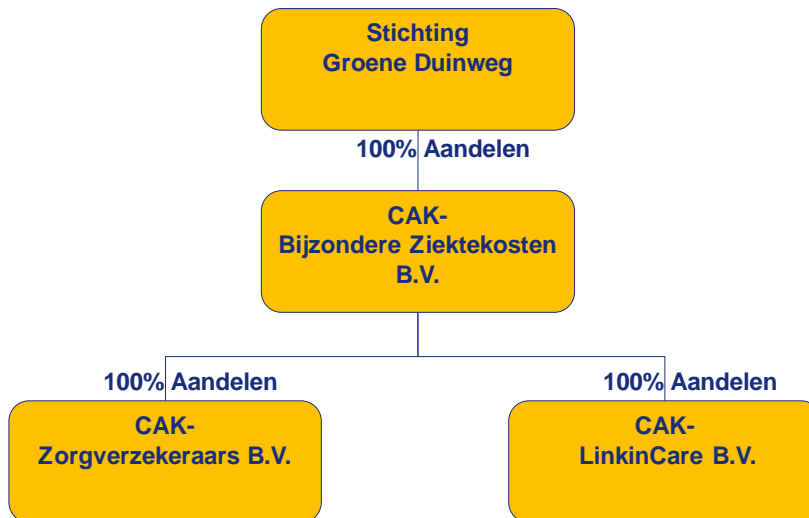 Stichting
Groene Duinweg
100% Aandelen
CAK-
Bijzondere Ziektekosten
B.V.
100% Aandelen
100% Aandelen
CAK-
Zorgverzekeraars B.V.
CAK-
LinkinCare B.V.